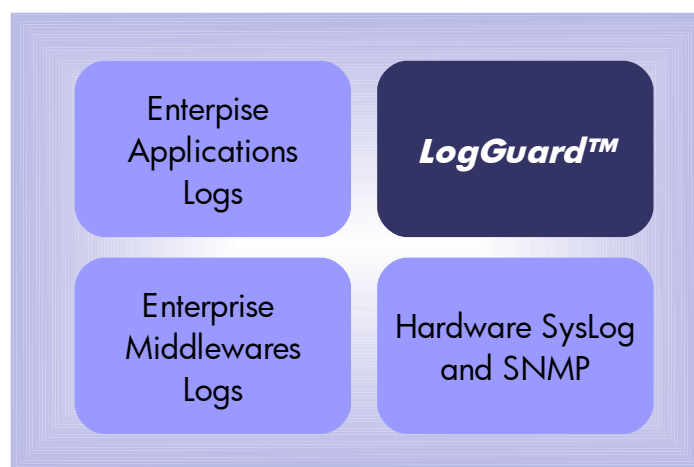 Enterpise
Applications
Logs
LogGuard™
Enterprise
Middlewares
Logs
Hardware SysLog
and SNMP